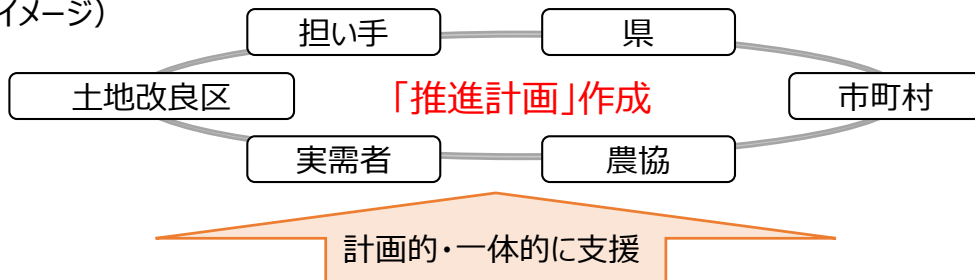 イメージ）
担い手
県
土地改良区
「推進計画」作成
市町村
実需者
農協
計画的・一体的に支援